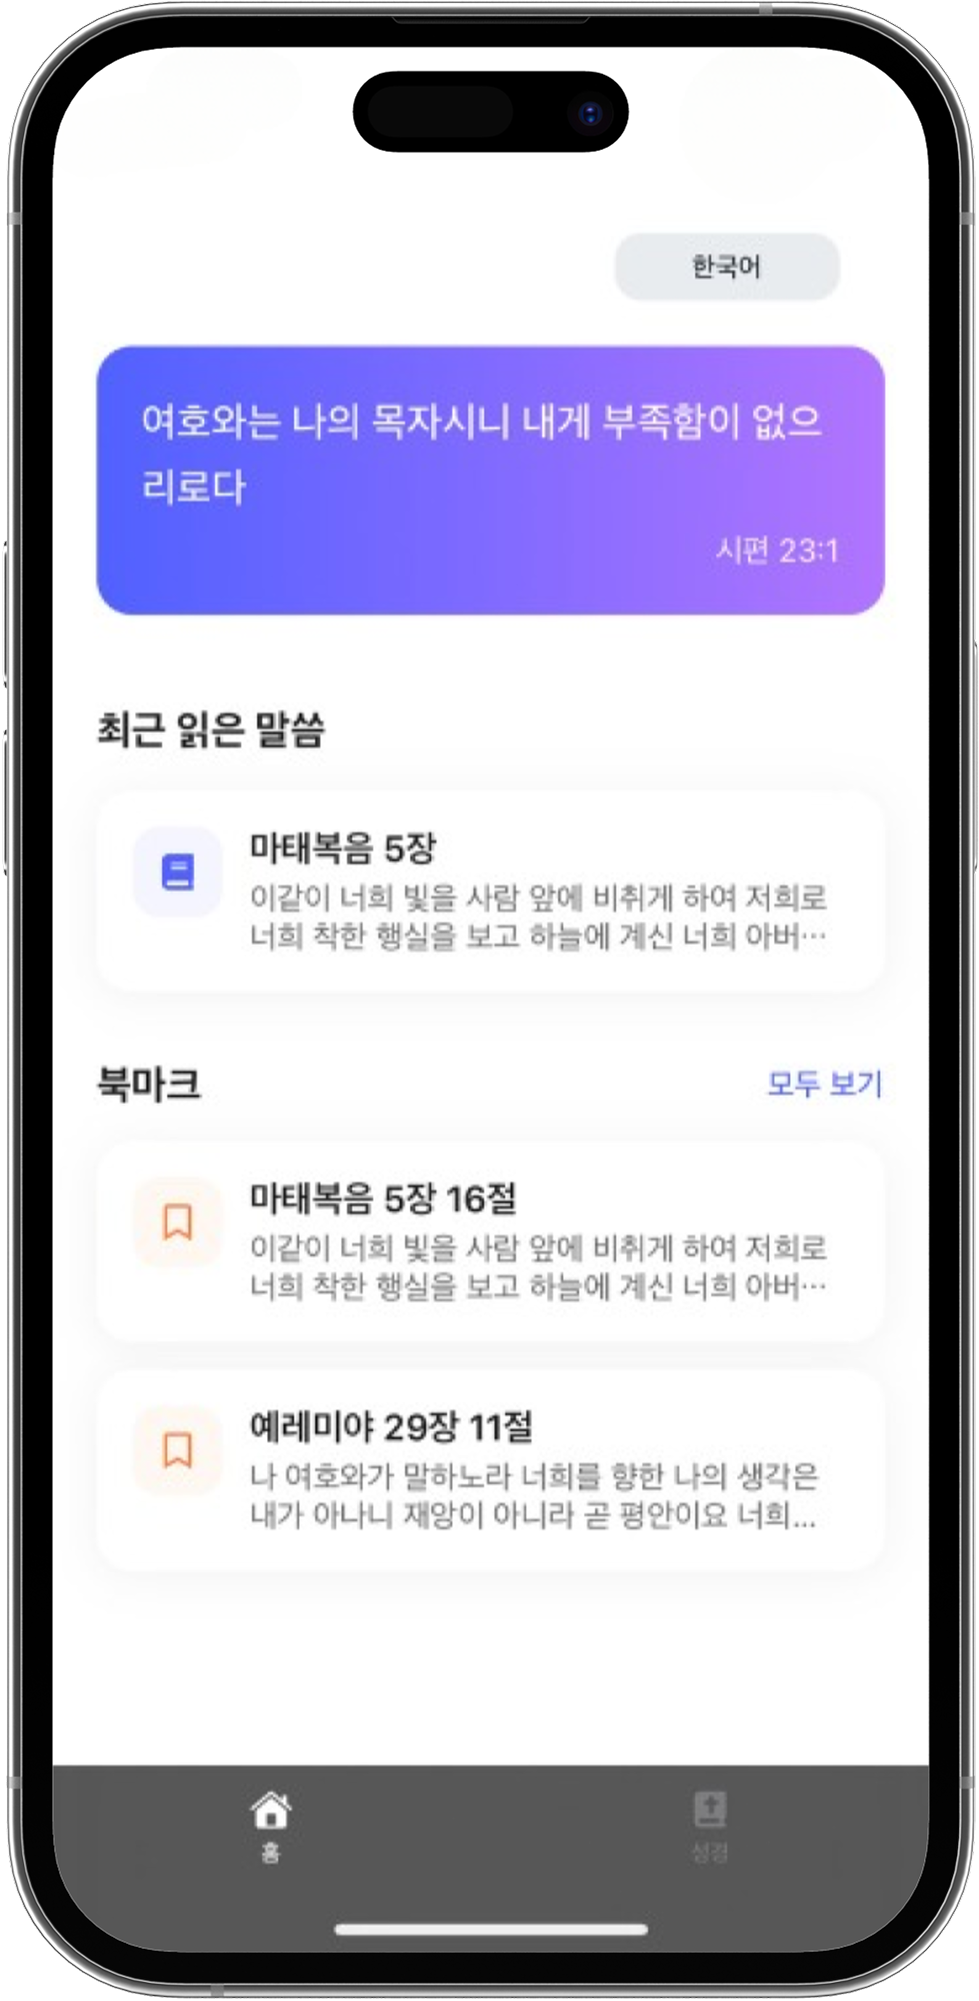 한국어
여호와는 나의 목자시니 내게 부족함이 없으
리로다
시편 23:1
최근 읽은 말씀
마태복음 5장
이같이 너희 빛을 사람 앞에 비취게 하여 저희로
너희 착한 행실을 보고 하늘에 계신 너희 아버…
북마크
모두 보기
마태복음 5장 16절
이같이 너희 빛을 사람 앞에 비취게 하여 저희로
너희 착한 행실을 보고 하늘에 계신 너희 아버…
예레미야 29장 11절
나 여호와가 말하노라 너희를 향한 나의 생각은
내가 아나니 재앙이 아니라 곧 평안이요 너희...
홈
성경